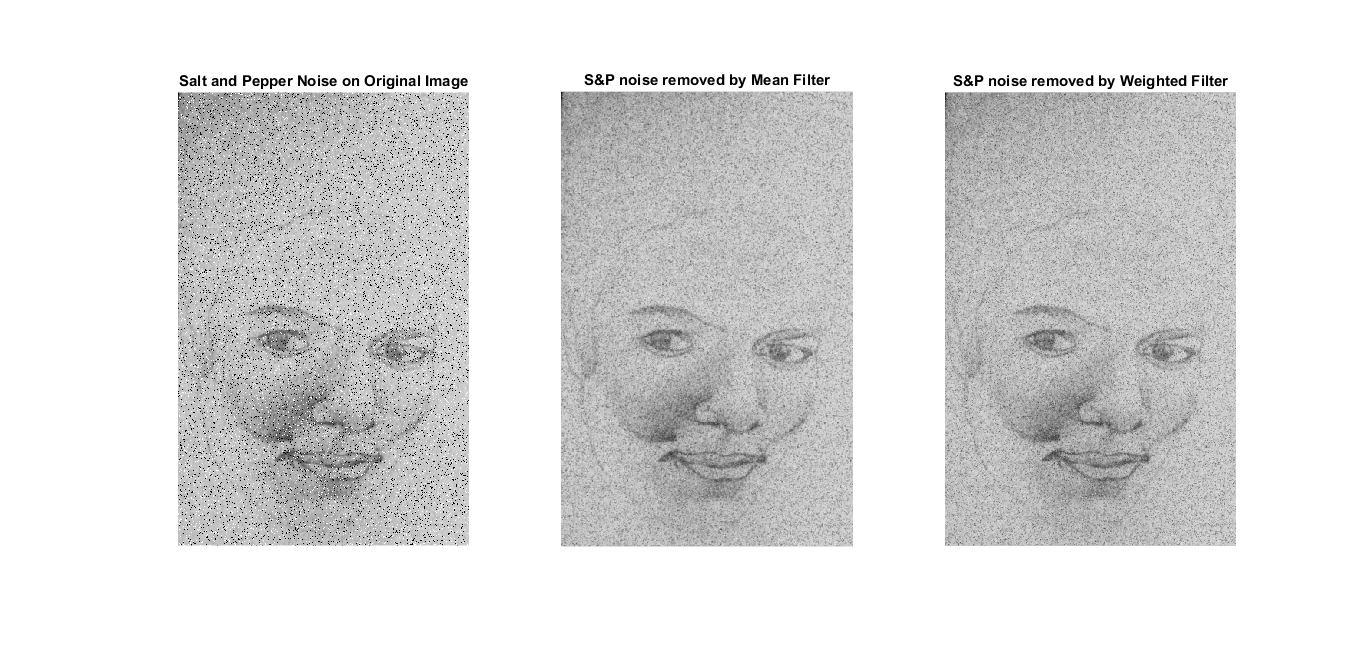 Salt and Pepper Noise on Original Image
S&P noise removed by Mean Filter
S&P noise removed by Weighted Filter